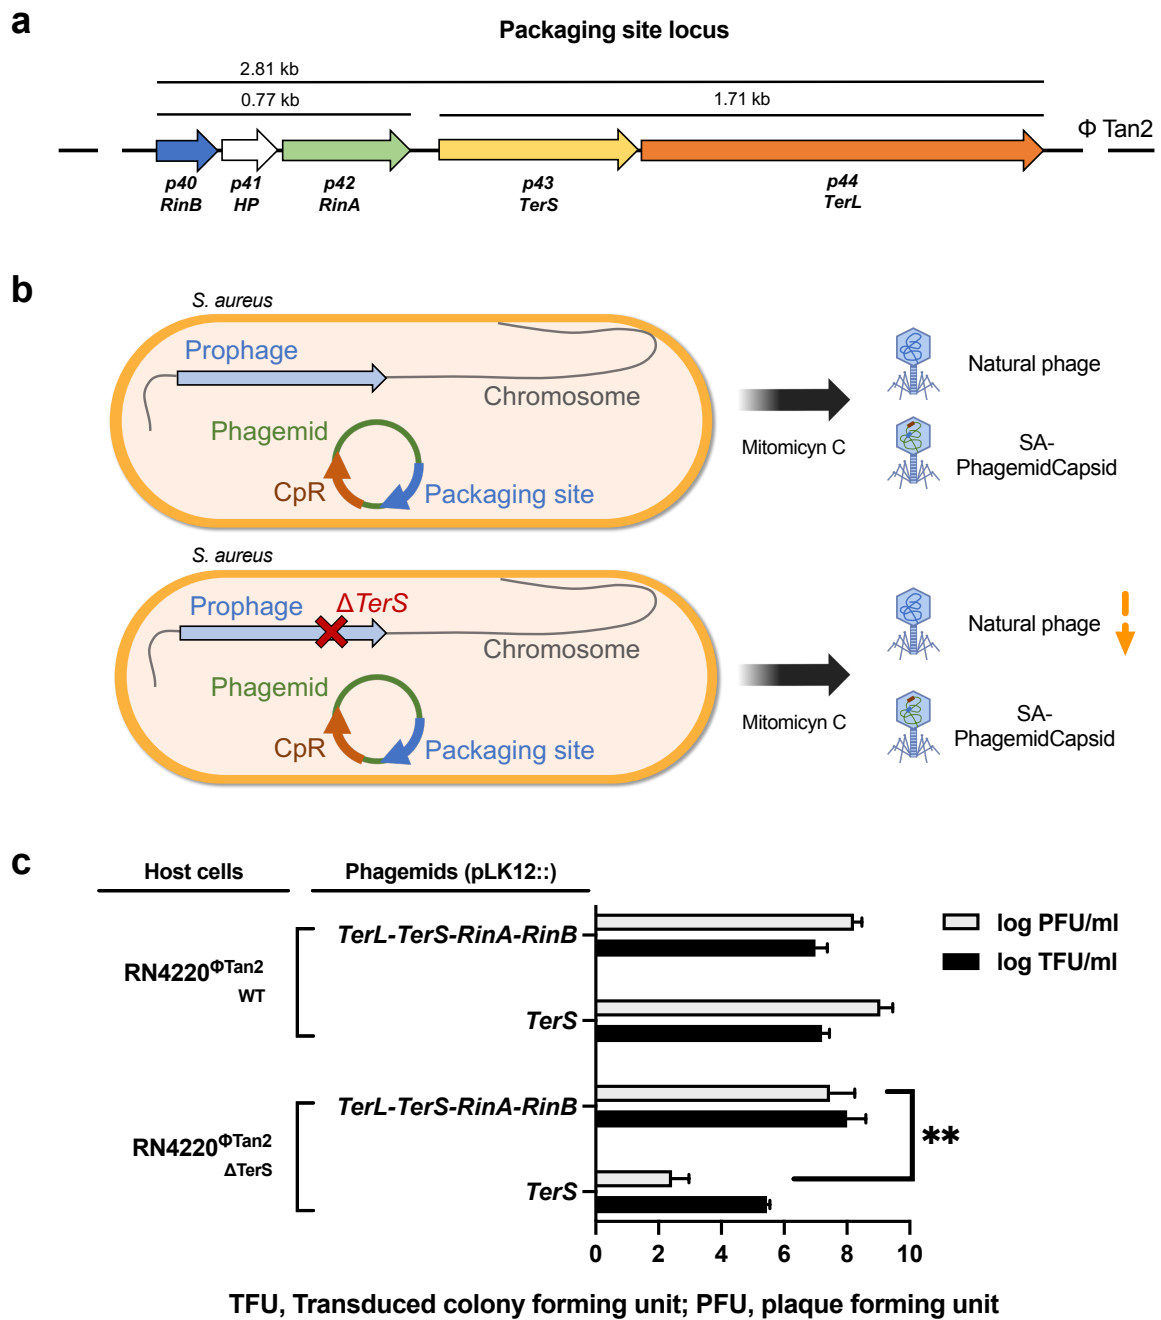 a
Packaging site locus
2.81 kb
0.77 kb
1.71 kb
Φ Tan2
p40
RinB
p41
HP
p42
RinA
p43
TerS
p44
TerL
b
S. aureus
Prophage
Chromosome
Phagemid
CpR
Packaging site
Mitomicyn C
Natural phage
SA-
PhagemidCapsid
S. aureus
Prophage
ΔTerS
Chromosome
Phagemid
CpR
Packaging site
Mitomicyn C
Natural phage
SA-
PhagemidCapsid
c
Host cells
Phagemids (pLK12::)
RN4220ΦTan2
WT
TerL-TerS-RinA-RinB
TerS
RN4220ΦTan2
ΔTerS
TerL-TerS-RinA-RinB
TerS
log PFU/ml
log TFU/ml
**
0 2 4 6 8 10
TFU, Transduced colony forming unit; PFU, plaque forming unit